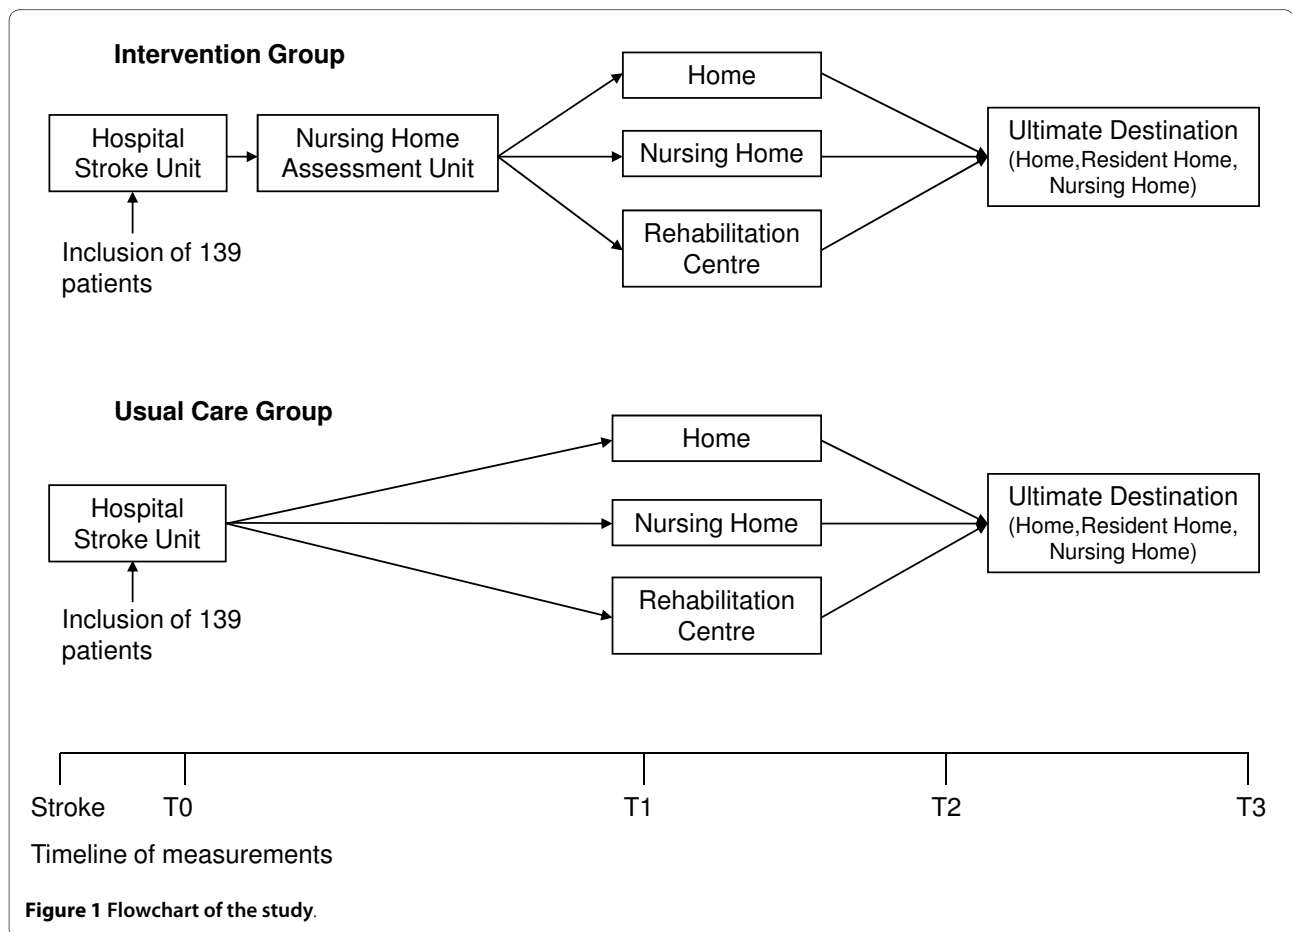 Intervention Group
Hospital
Stroke Unit
Nursing Home
Assessment Unit
Home
Nursing Home
Rehabilitation
Centre
Ultimate Destination
(Home,Resident Home,
Nursing Home)
Inclusion of 139
patients
Usual Care Group
Hospital
Stroke Unit
Home
Nursing Home
Rehabilitation
Centre
Ultimate Destination
(Home,Resident Home,
Nursing Home)
Inclusion of 139
patients
Stroke T0 T1 T2 T3
Timeline of measurements
Figure 1 Flowchart of the study.